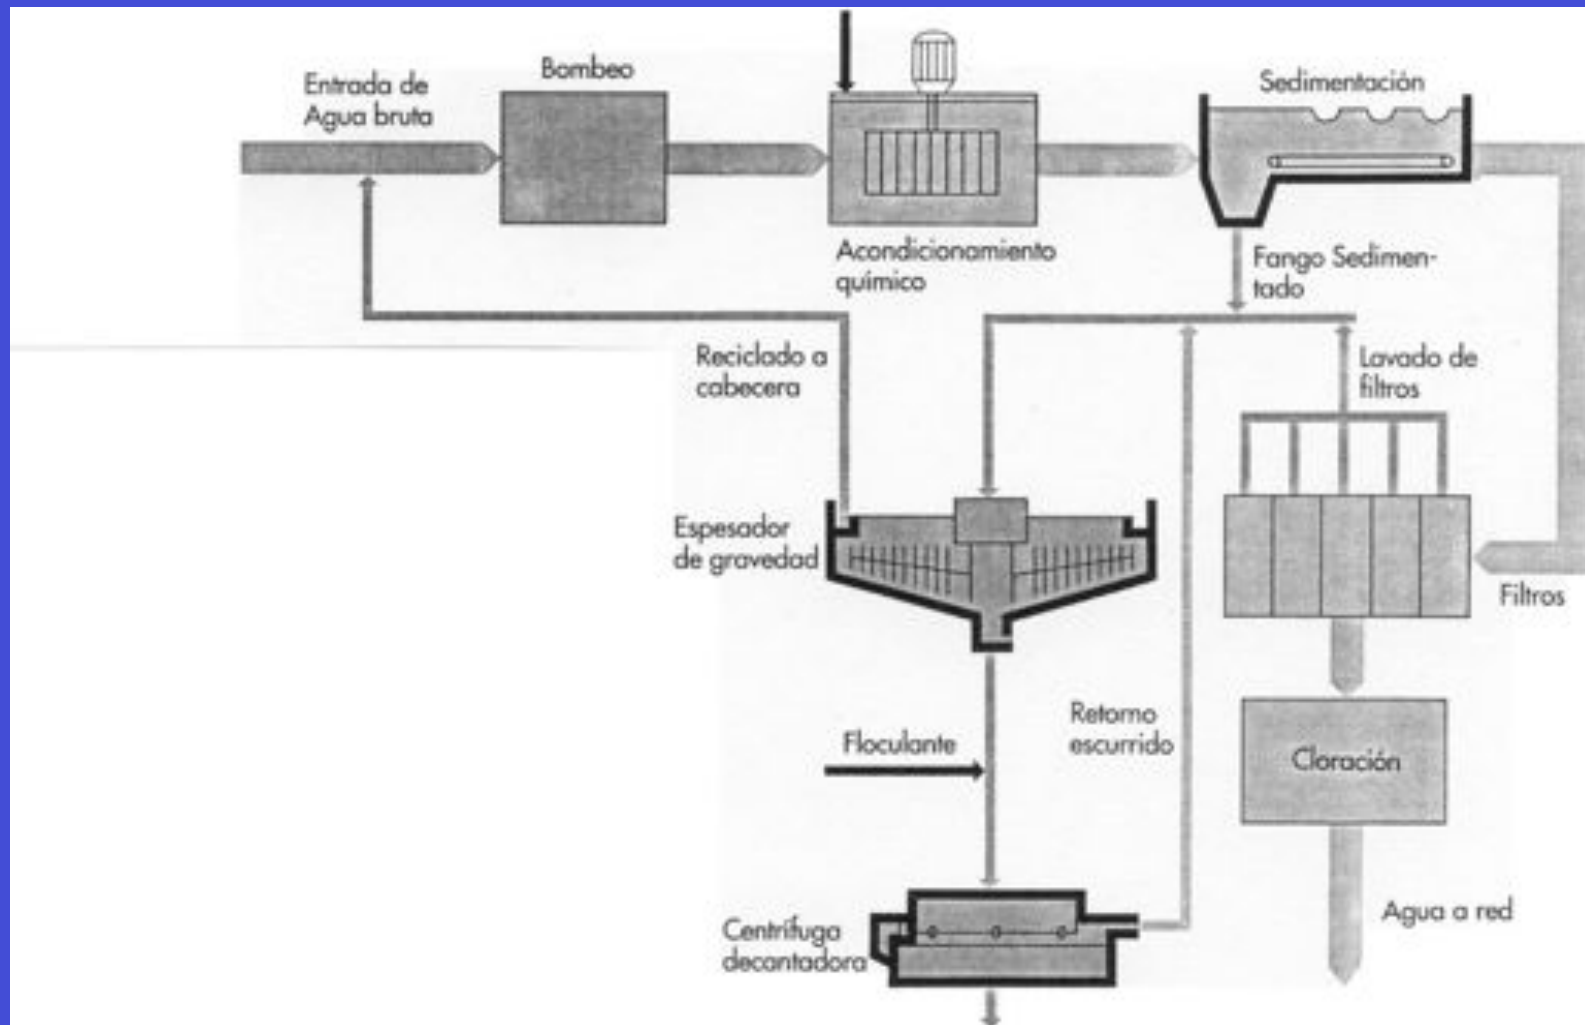 Entrada de
Agua bruta
Bombeo
Sedimentación
Acondicionamiento
químico
Fango Sedimen-
tado
Reciclado a
cabecera
Lavado de
filtros
Espesador
de gravedad
Filtros
Retorno
escurrido
Floculante
Cloración
Centrífuga
decantadora
Agua a red